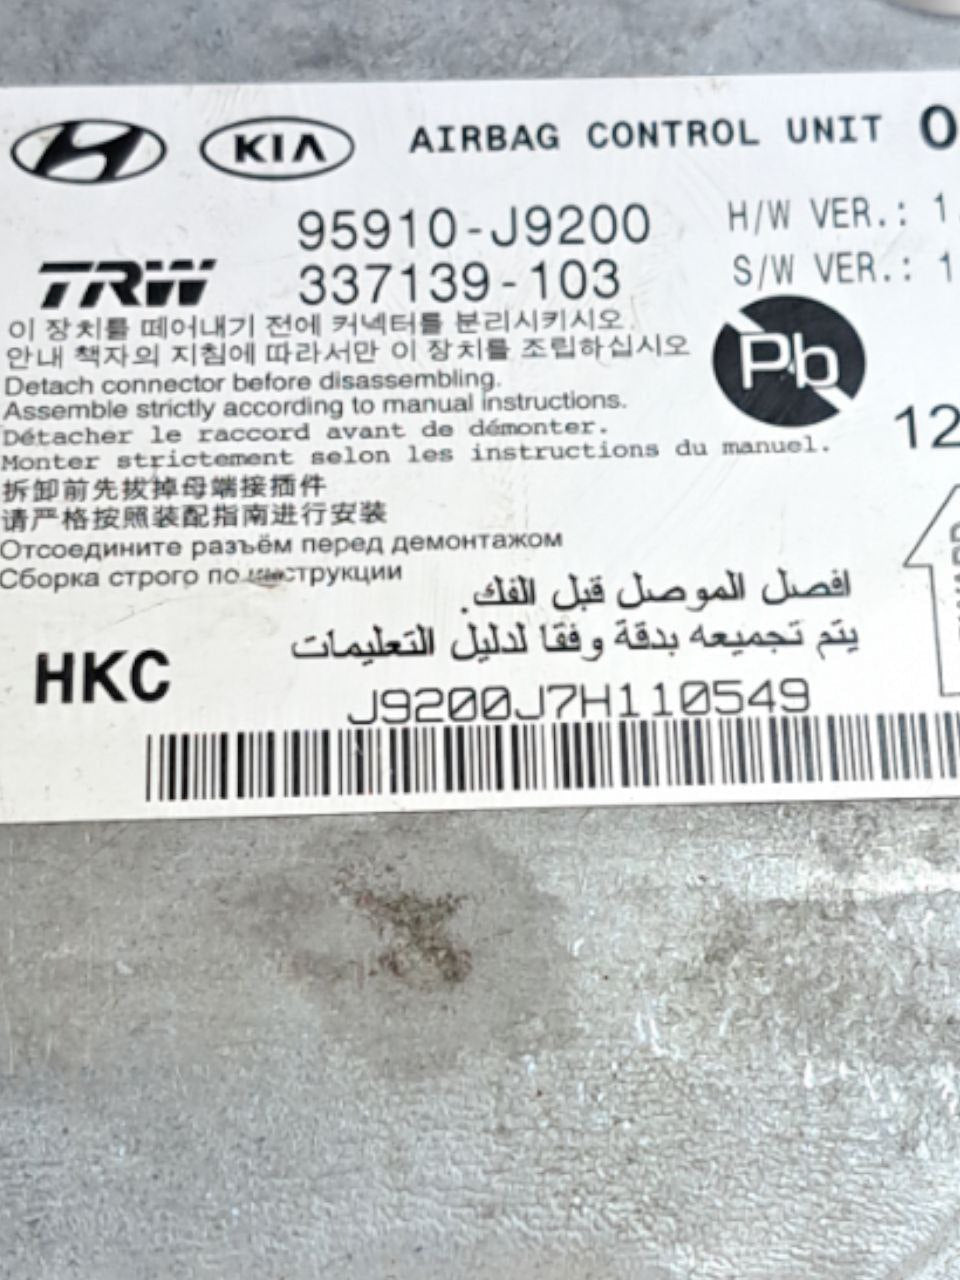 KIA AIRBAG CONTROL UNIT 0
95910-J9200 H/W VER.: 1.
TRW 337139-103 S/W VER.: 1
이 장치를 떼어내기 전에 커넥터를 분리시키시오.
안내 책자의 지침에 따라서만 이 장치를 조립하십시오
Pb
Detach connector before disassembling.
Assemble strictly according to manual instructions.
12
Détacher le raccord avant de démonter.
Monter strictement selon les instructions du manuel.
拆卸前先拔掉母端接插件
请严格按照装配指南进行安装
Отсоедините разъём перед демонтажом
Сборка строго по инструкции
افصل الموصل قبل الفك.
يتم تجميعه بدقة وفقا لدليل التعليمات
HKC
J9200J7H110549